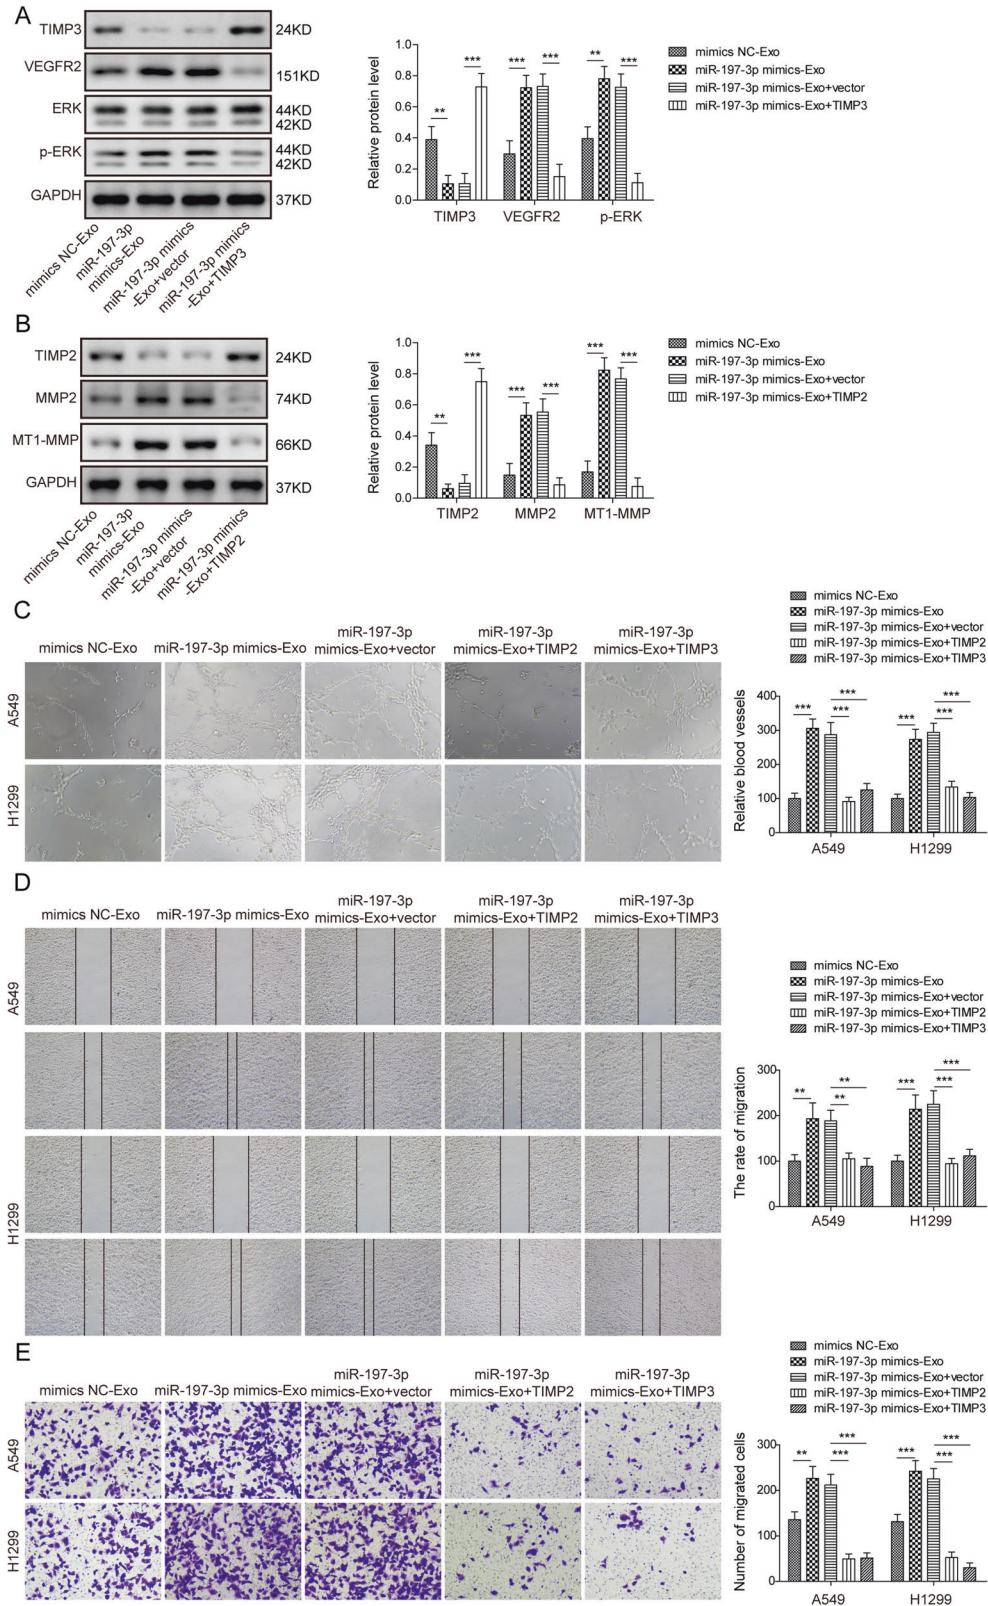 A
TIMP3
24KD
VEGFR2
151KD
ERK
44KD
42KD
p-ERK
44KD
42KD
GAPDH
37KD
mimics NC-Exo
miR-197-3p
mimics-Exo
miR-197-3p mimics
-Exo+vector
miR-197-3p mimics
-Exo+TIMP3
Relative protein level
1.0
0.8
0.6
0.4
0.2
0.0
**
***
***
***
**
***
TIMP3
VEGFR2
p-ERK
mimics NC-Exo
miR-197-3p mimics-Exo
miR-197-3p mimics-Exo+vector
miR-197-3p mimics-Exo+TIMP3
B
TIMP2
24KD
MMP2
74KD
MT1-MMP
66KD
GAPDH
37KD
mimics NC-Exo
miR-197-3p
mimics-Exo
miR-197-3p mimics
-Exo+vector
miR-197-3p mimics
-Exo+TIMP2
Relative protein level
1.0
0.8
0.6
0.4
0.2
0.0
**
***
***
***
***
***
TIMP2
MMP2
MT1-MMP
mimics NC-Exo
miR-197-3p mimics-Exo
miR-197-3p mimics-Exo+vector
miR-197-3p mimics-Exo+TIMP2
C
mimics NC-Exo
miR-197-3p mimics-Exo
miR-197-3p
mimics-Exo+vector
miR-197-3p
mimics-Exo+TIMP2
miR-197-3p
mimics-Exo+TIMP3
A549
H1299
mimics NC-Exo
miR-197-3p mimics-Exo
miR-197-3p mimics-Exo+vector
miR-197-3p mimics-Exo+TIMP2
miR-197-3p mimics-Exo+TIMP3
Relative blood vessels
400
300
200
100
0
***
***
***
***
***
***
A549
H1299
D
mimics NC-Exo
miR-197-3p mimics-Exo
miR-197-3p
mimics-Exo+vector
miR-197-3p
mimics-Exo+TIMP2
miR-197-3p
mimics-Exo+TIMP3
A549
H1299
mimics NC-Exo
miR-197-3p mimics-Exo
miR-197-3p mimics-Exo+vector
miR-197-3p mimics-Exo+TIMP2
miR-197-3p mimics-Exo+TIMP3
The rate of migration
300
200
100
0
**
**
**
***
***
***
A549
H1299
E
mimics NC-Exo
miR-197-3p mimics-Exo
miR-197-3p
mimics-Exo+vector
miR-197-3p
mimics-Exo+TIMP2
miR-197-3p
mimics-Exo+TIMP3
A549
H1299
mimics NC-Exo
miR-197-3p mimics-Exo
miR-197-3p mimics-Exo+vector
miR-197-3p mimics-Exo+TIMP2
miR-197-3p mimics-Exo+TIMP3
Number of migrated cells
300
200
100
0
**
***
***
***
***
***
A549
H1299